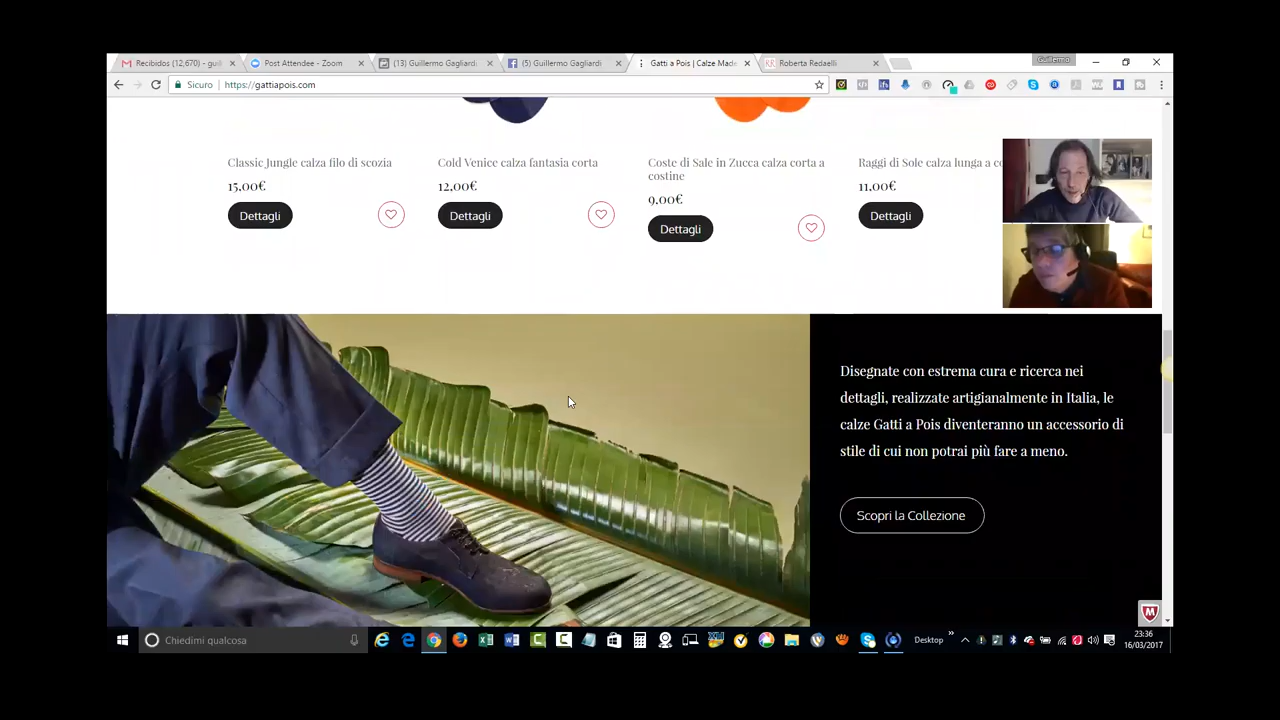 Recibidos (12,670) - gui
Post Attendee - Zoom
(13) Guillermo Gagliardi
(5) Guillermo Gagliardi
Gatti a Pois | Calze Made
Roberta Redaelli
Guillermo
Sicuro
https://gattiapois.com
Classic Jungle calza filo di scozia
15,00€
Dettagli
Cold Venice calza fantasia corta
12,00€
Dettagli
Coste di Sale in Zucca calza corta a
costine
9,00€
Dettagli
Raggi di Sole calza lunga a co
11,00€
Dettagli
Disegnate con estrema cura e ricerca nei
dettagli, realizzate artigianalmente in Italia, le
calze Gatti a Pois diventeranno un accessorio di
stile di cui non potrai più fare a meno.
Scopri la Collezione
Chiedimi qualcosa
Desktop
23:36
16/03/2017